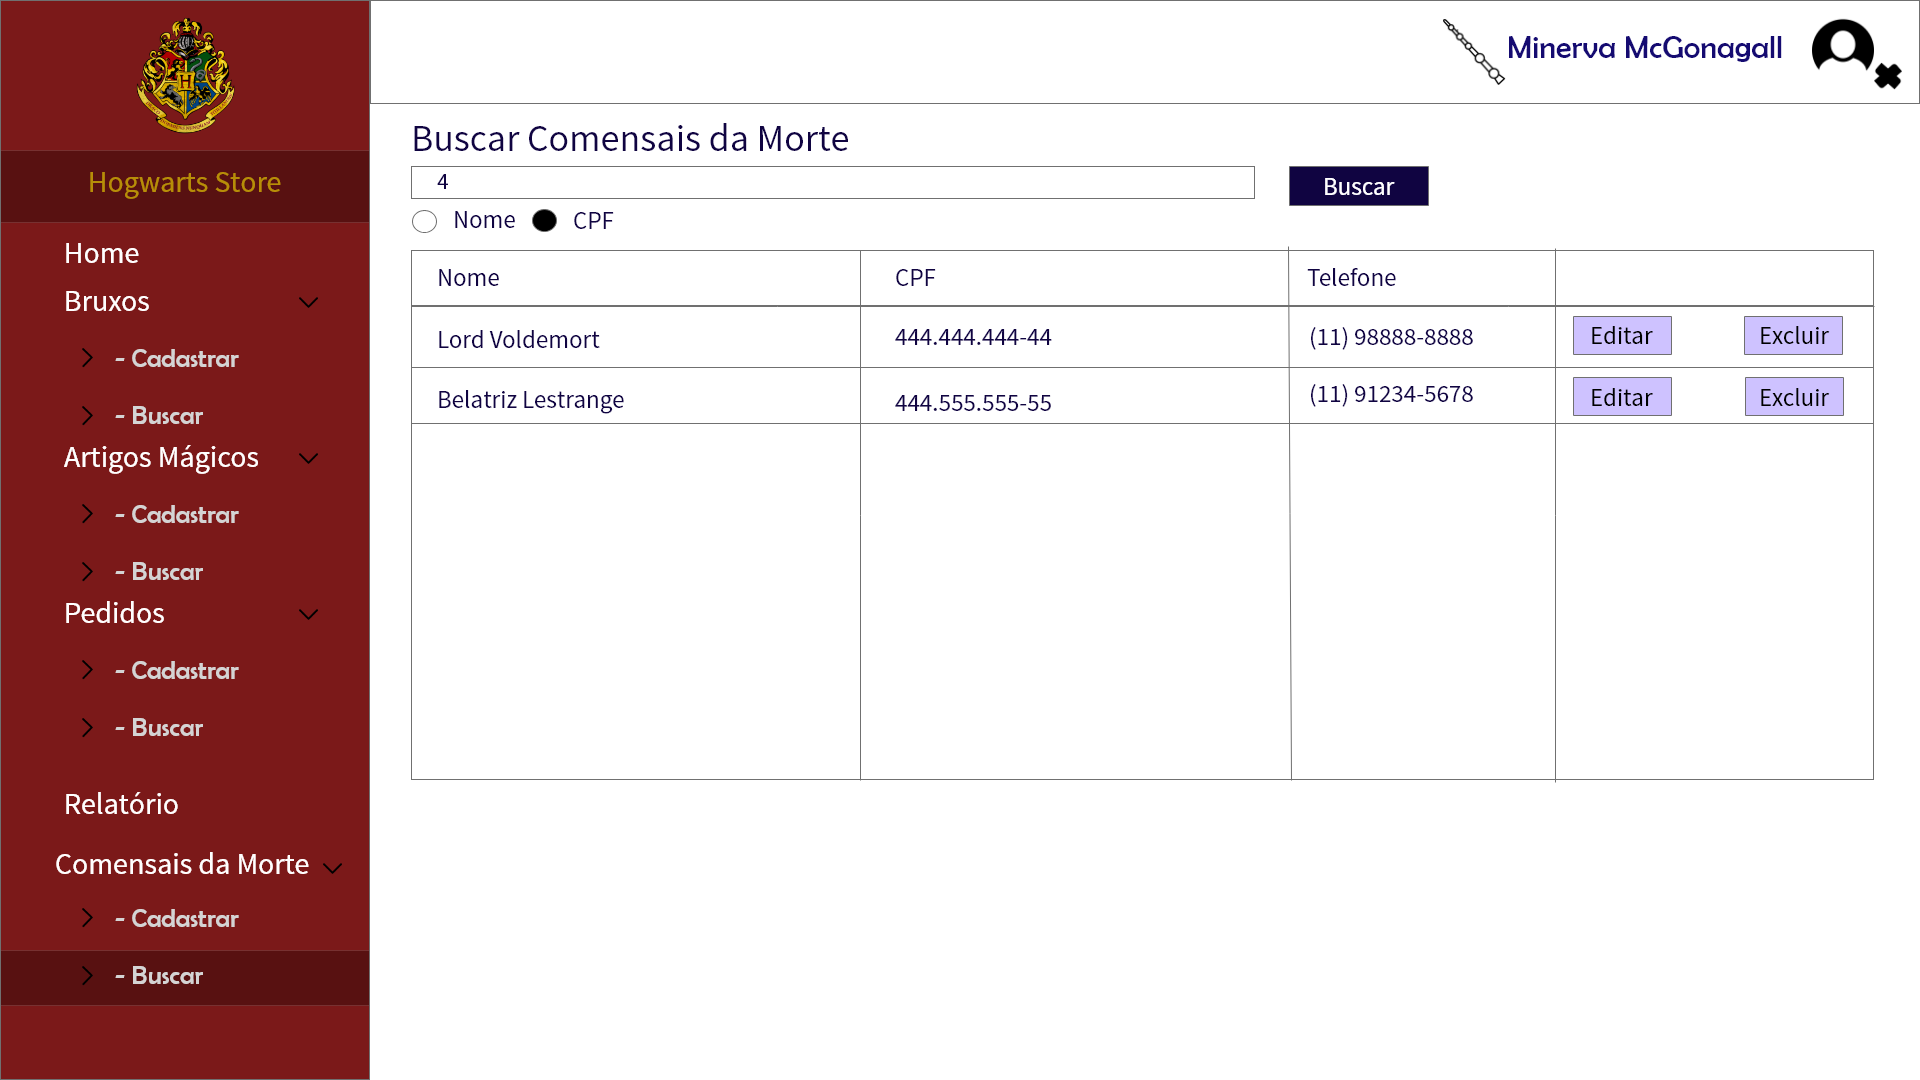 Minerva McGonagall
Hogwarts Store
Home
Bruxos
- Cadastrar
- Buscar
Artigos Mágicos
- Cadastrar
- Buscar
Pedidos
- Cadastrar
- Buscar
Relatório
Comensais da Morte
- Cadastrar
- Buscar
Buscar Comensais da Morte
4
Buscar
Nome CPF
Nome CPF Telefone
Lord Voldemort 444.444.444-44 (11) 98888-8888 Editar Excluir
Belatriz Lestrange 444.555.555-55 (11) 91234-5678 Editar Excluir